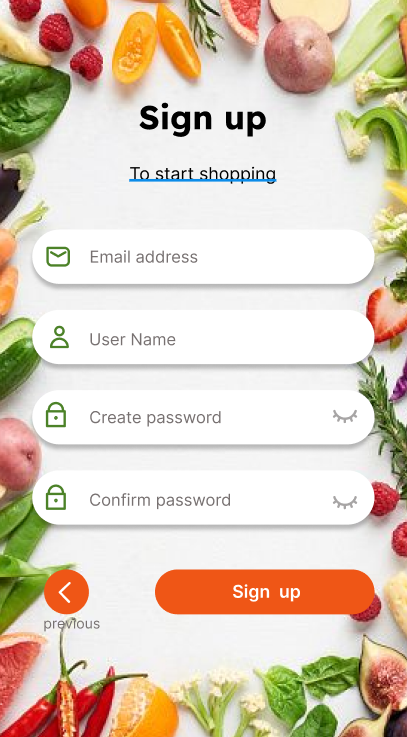 Sign up
To start shopping
Email address
User Name
Create password
Confirm password
Sign up
previous